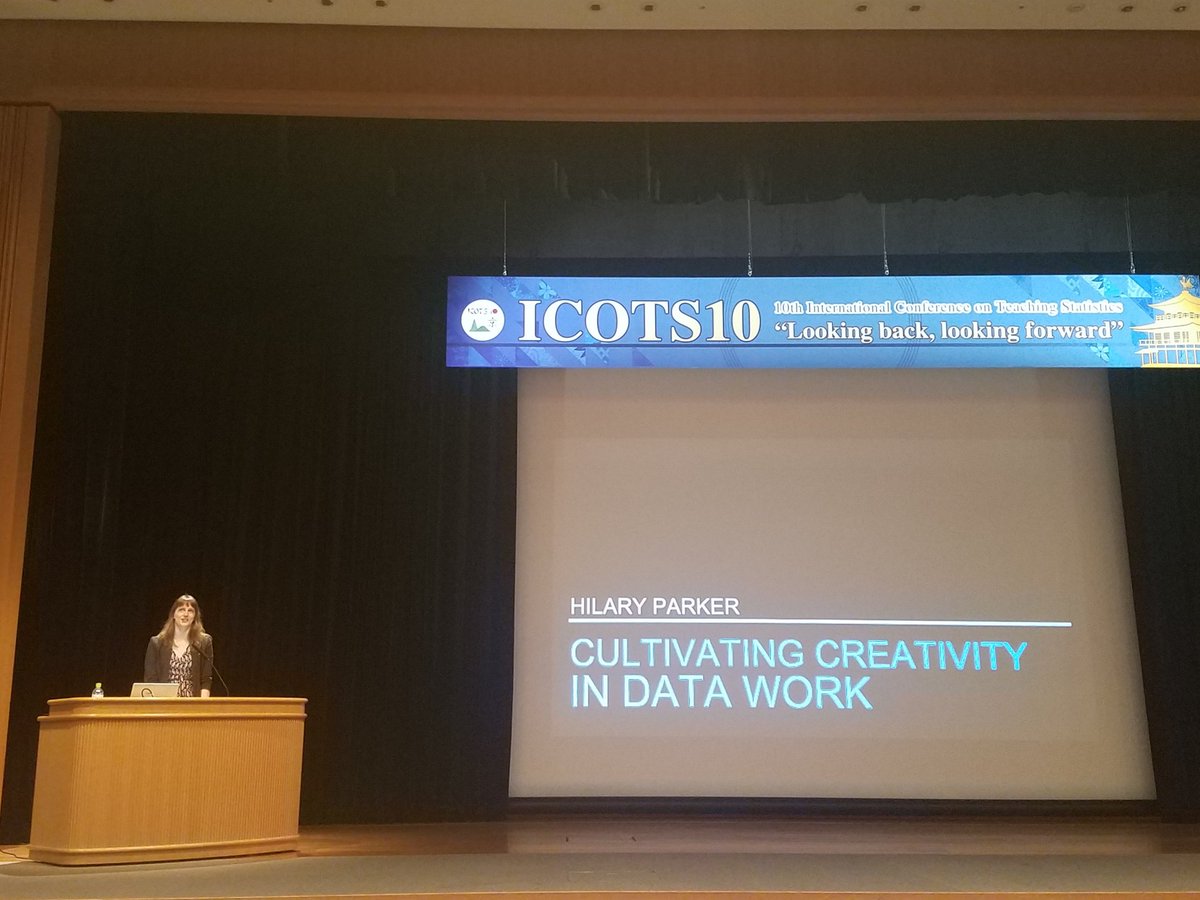 ICOTS10
10th International Conference on Teaching Statistics
“Looking back, looking forward”
HILARY PARKER
CULTIVATING CREATIVITY
IN DATA WORK